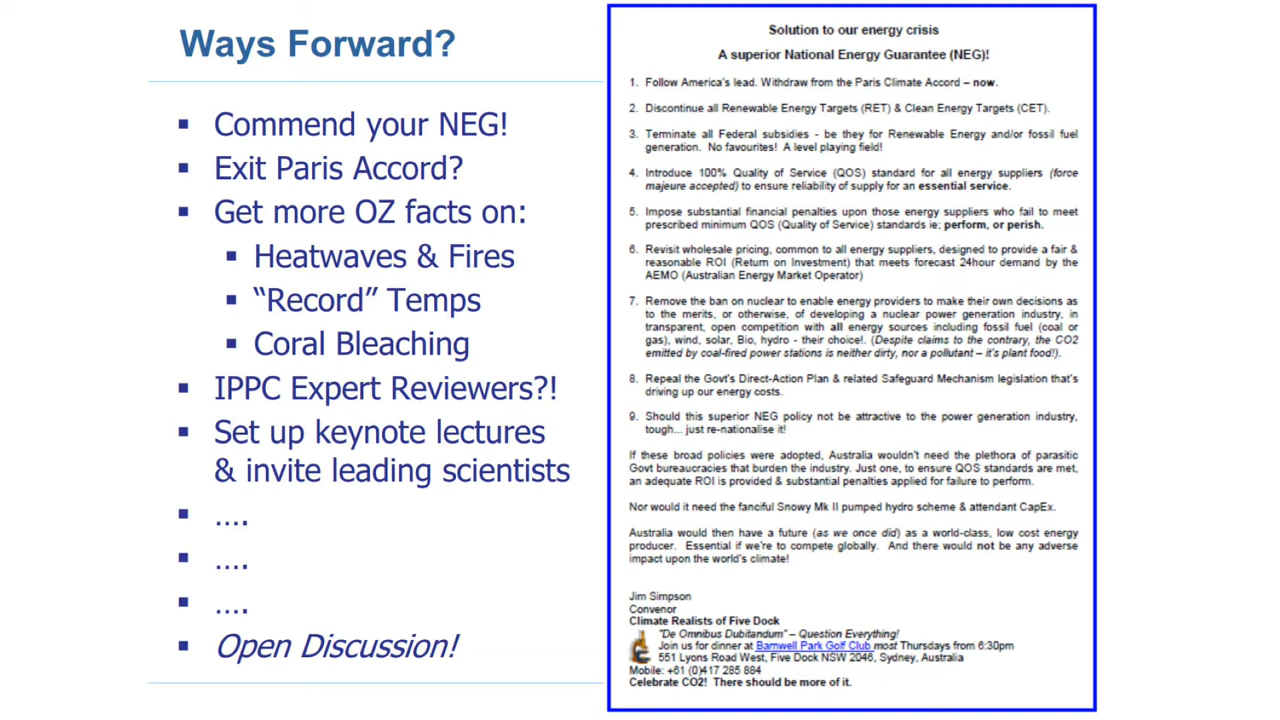 Ways Forward?
▪ Commend your NEG!
▪ Exit Paris Accord?
▪ Get more OZ facts on:
▪ Heatwaves & Fires
▪ “Record” Temps
▪ Coral Bleaching
▪ IPPC Expert Reviewers?!
▪ Set up keynote lectures
& invite leading scientists
▪ ….
▪ ….
▪ ….
▪ Open Discussion!
Solution to our energy crisis
A superior National Energy Guarantee (NEG)!
1. Follow America's lead. Withdraw from the Paris Climate Accord – now.
2. Discontinue all Renewable Energy Targets (RET) & Clean Energy Targets (CET).
3. Terminate all Federal subsidies - be they for Renewable Energy and/or fossil fuel
generation. No favourites! A level playing field!
4. Introduce 100% Quality of Service (QOS) standard for all energy suppliers (force
majeure accepted) to ensure reliability of supply for an essential service.
5. Impose substantial financial penalties upon those energy suppliers who fail to meet
prescribed minimum QOS (Quality of Service) standards ie; perform, or perish.
6. Revisit wholesale pricing, common to all energy suppliers, designed to provide a fair &
reasonable ROI (Return on Investment) that meets forecast 24hour demand by the
AEMO (Australian Energy Market Operator)
7. Remove the ban on nuclear to enable energy providers to make their own decisions as
to the merits, or otherwise, of developing a nuclear power generation industry, in
transparent, open competition with all energy sources including fossil fuel (coal or
gas), wind, solar, Bio, hydro - their choice!. (Despite claims to the contrary, the CO2
emitted by coal-fired power stations is neither dirty, nor a pollutant – it's plant food!).
8. Repeal the Govt's Direct-Action Plan & related Safeguard Mechanism legislation that's
driving up our energy costs.
9. Should this superior NEG policy not be attractive to the power generation industry,
tough... just re-nationalise it!
If these broad policies were adopted, Australia wouldn't need the plethora of parasitic
Govt bureaucracies that burden the industry. Just one, to ensure QOS standards are met,
an adequate ROI is provided & substantial penalties applied for failure to perform.
Nor would it need the fanciful Snowy Mk II pumped hydro scheme & attendant CapEx.
Australia would then have a future (as we once did) as a world-class, low cost energy
producer. Essential if we're to compete globally. And there would not be any adverse
impact upon the world's climate!
Jim Simpson
Convenor
Climate Realists of Five Dock
"De Omnibus Dubitandum" – Question Everything!
Join us for dinner at Barnwell Park Golf Club most Thursdays from 6:30pm
551 Lyons Road West, Five Dock NSW 2046, Sydney, Australia
Mobile: +61 (0)417 285 884
Celebrate CO2! There should be more of it.